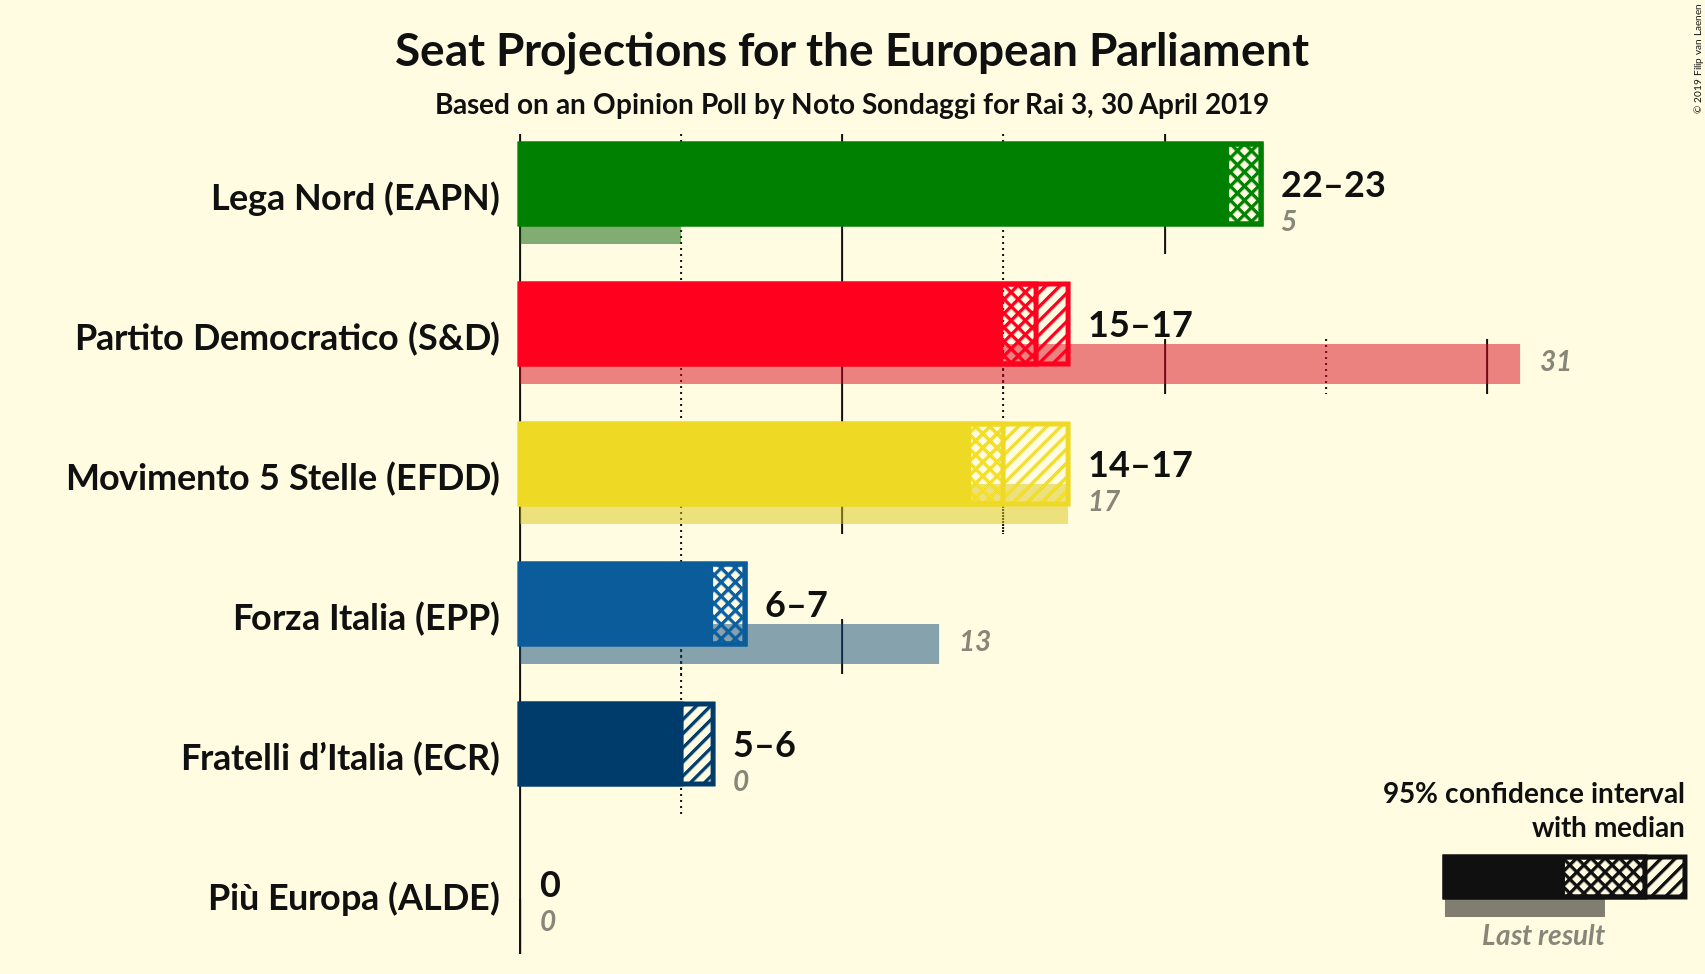 Seat Projections for the European Parliament
Based on an Opinion Poll by Noto Sondaggi for Rai 3, 30 April 2019
© 2019 Filip van Laenen
Lega Nord (EAPN)
22–23
5
Partito Democratico (S&D)
15–17
31
Movimento 5 Stelle (EFDD)
14–17
17
Forza Italia (EPP)
6–7
13
Fratelli d’Italia (ECR)
5–6
0
Più Europa (ALDE)
0
0
95% confidence interval
with median
Last result